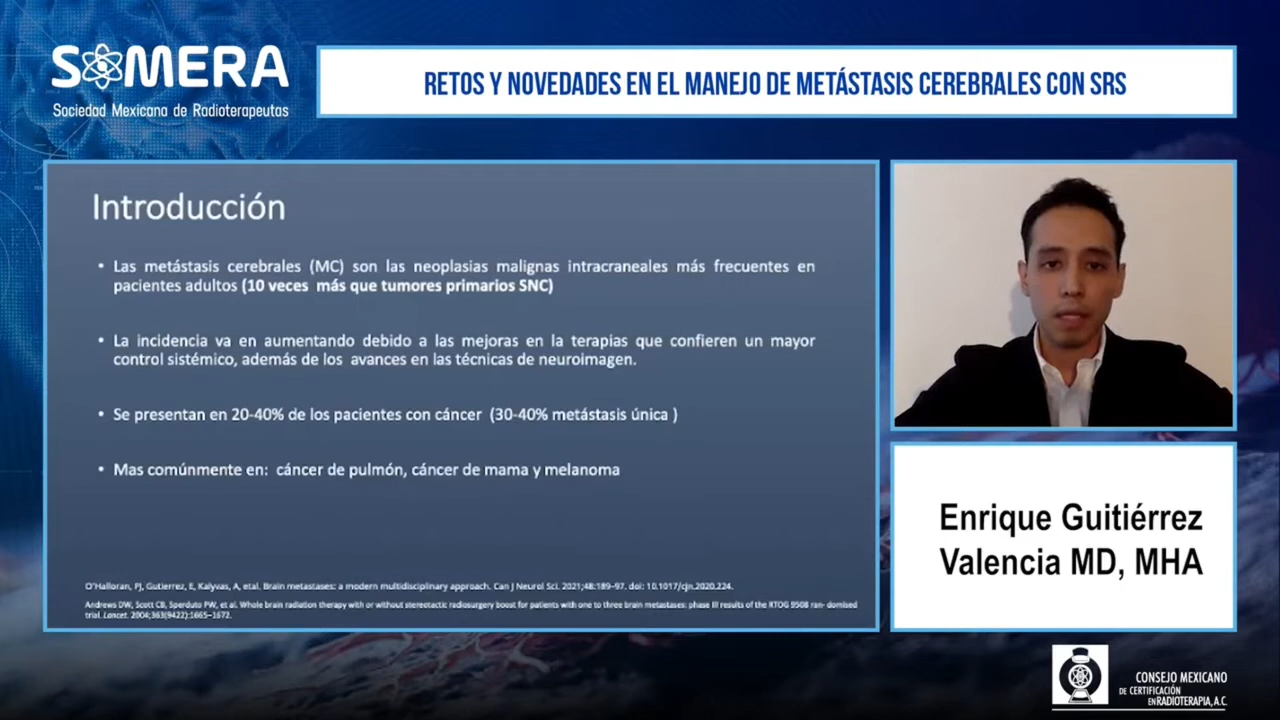 SOMERA
Sociedad Mexicana de Radioterapeutas
RETOS Y NOVEDADES EN EL MANEJO DE METÁSTASIS CEREBRALES CON SRS
Introducción
• Las metástasis cerebrales (MC) son las neoplasias malignas intracraneales más frecuentes en
pacientes adultos (10 veces más que tumores primarios SNC)
• La incidencia va en aumentando debido a las mejoras en la terapias que confieren un mayor
control sistémico, además de los avances en las técnicas de neuroimagen.
• Se presentan en 20-40% de los pacientes con cáncer (30-40% metástasis única )
• Mas comúnmente en: cáncer de pulmón, cáncer de mama y melanoma
O'Halloran, PJ, Gutierrez, E, Kalyvas, A, etal. Brain metastases: a modern multidisciplinary approach. Can J Neurol Sci. 2021;48:189–97. doi: 10.1017/cjn.2020.224.
Andrews DW, Scott CB, Sperduto PW, et al. Whole brain radiation therapy with or without stereotactic radiosurgery boost for patients with one to three brain metastases: phase III results of the RTOG 9508 ran- domised
trial. Lancet. 2004;363(9422):1665–1672.
Enrique Guitiérrez
Valencia MD, MHA
CONSEJO MEXICANO
DE CERTIFICACIÓN
EN RADIOTERAPIA, A.C.